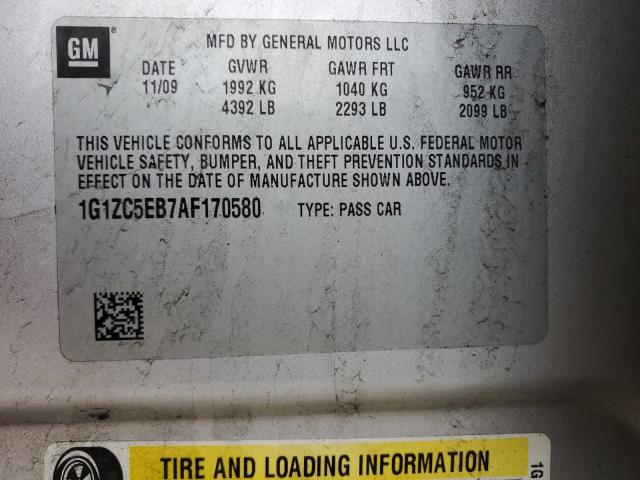 GM
MFD BY GENERAL MOTORS LLC
DATE GVWR GAWR FRT GAWR RR
11/09 1992 KG 1040 KG 952 KG
4392 LB 2293 LB 2099 LB
THIS VEHICLE CONFORMS TO ALL APPLICABLE U.S. FEDERAL MOTOR
VEHICLE SAFETY, BUMPER, AND THEFT PREVENTION STANDARDS IN
EFFECT ON THE DATE OF MANUFACTURE SHOWN ABOVE.
1G1ZC5EB7AF170580 TYPE: PASS CAR
TIRE AND LOADING INFORMATION
1G